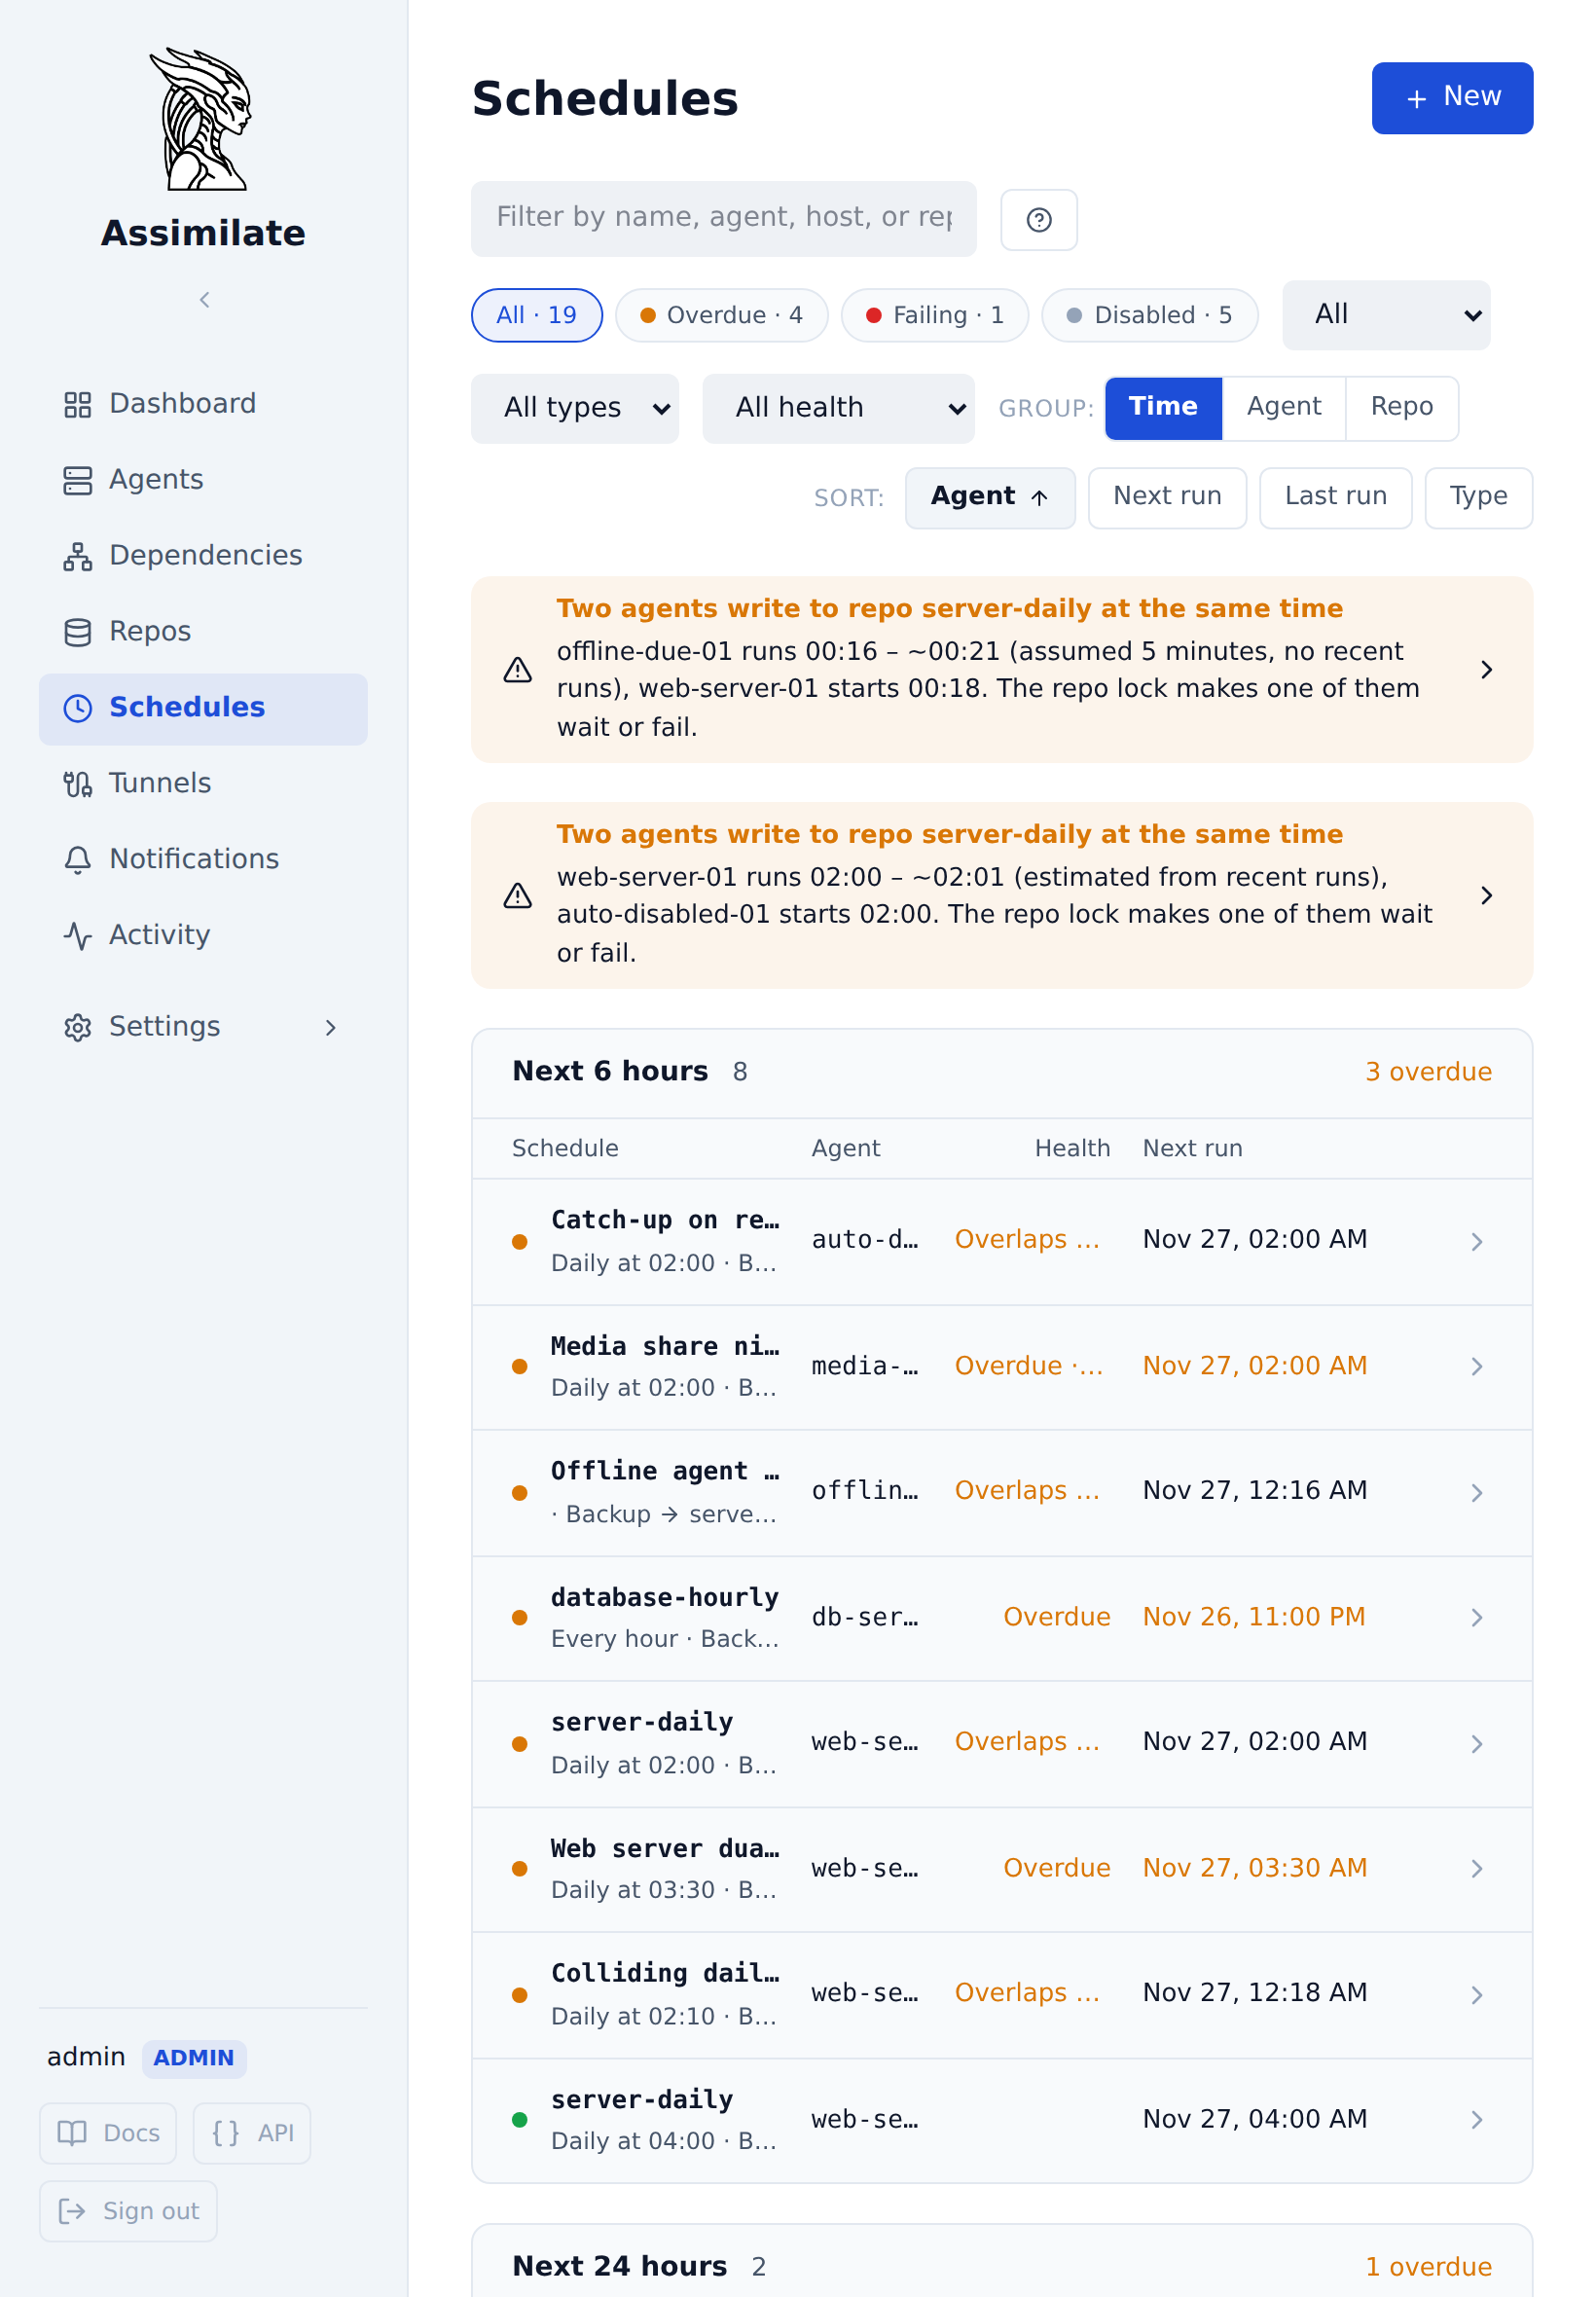 Assimilate
Dashboard
Agents
Dependencies
Repos
Schedules
Tunnels
Notifications
Activity
Settings
admin ADMIN
Docs API
Sign out
Schedules
+ New
Filter by name, agent, host, or rep
All · 19 Overdue · 4 Failing · 1 Disabled · 5 All
All types All health GROUP: Time Agent Repo
SORT: Agent ↑ Next run Last run Type
Two agents write to repo server-daily at the same time
offline-due-01 runs 00:16 – ~00:21 (assumed 5 minutes, no recent
runs), web-server-01 starts 00:18. The repo lock makes one of them
wait or fail.
Two agents write to repo server-daily at the same time
web-server-01 runs 02:00 – ~02:01 (estimated from recent runs),
auto-disabled-01 starts 02:00. The repo lock makes one of them wait
or fail.
Next 6 hours 8 3 overdue
Schedule Agent Health Next run
Catch-up on re… auto-d… Overlaps … Nov 27, 02:00 AM
Daily at 02:00 · B…
Media share ni… media-… Overdue ·… Nov 27, 02:00 AM
Daily at 02:00 · B…
Offline agent … offlin… Overlaps … Nov 27, 12:16 AM
· Backup → serve…
database-hourly db-ser… Overdue Nov 26, 11:00 PM
Every hour · Back…
server-daily web-se… Overlaps … Nov 27, 02:00 AM
Daily at 02:00 · B…
Web server dua… web-se… Overdue Nov 27, 03:30 AM
Daily at 03:30 · B…
Colliding dail… web-se… Overlaps … Nov 27, 12:18 AM
Daily at 02:10 · B…
server-daily web-se… Nov 27, 04:00 AM
Daily at 04:00 · B…
Next 24 hours 2 1 overdue